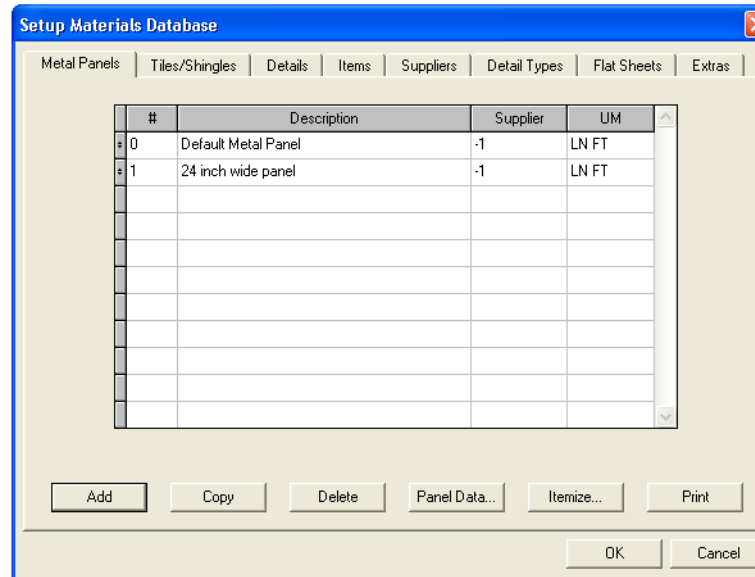 Setup Materials Database
Metal Panels Tiles/Shingles Details Items Suppliers Detail Types Flat Sheets Extras
# Description Supplier UM
0 Default Metal Panel -1 LN FT
1 24 inch wide panel -1 LN FT
Add Copy Delete Panel Data... Itemize... Print
OK Cancel